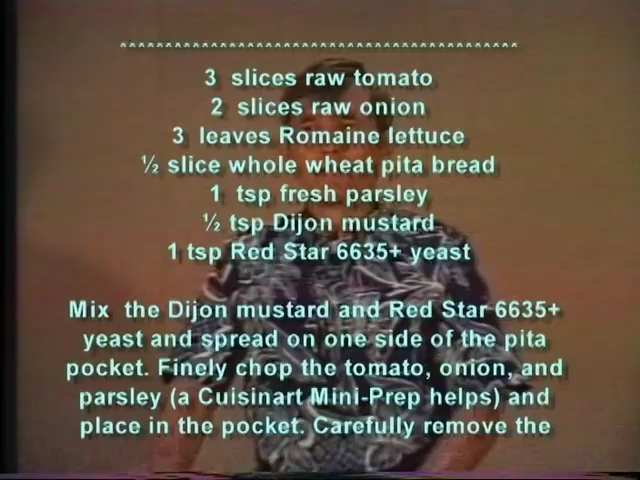 ^^^^^^^^^^^^^^^^^^^^^^^^^^^^^^^^^^^^^^^^^^^^
3 slices raw tomato
2 slices raw onion
3 leaves Romaine lettuce
½ slice whole wheat pita bread
1 tsp fresh parsley
½ tsp Dijon mustard
1 tsp Red Star 6635+ yeast
Mix the Dijon mustard and Red Star 6635+
yeast and spread on one side of the pita
pocket. Finely chop the tomato, onion, and
parsley (a Cuisinart Mini-Prep helps) and
place in the pocket. Carefully remove the